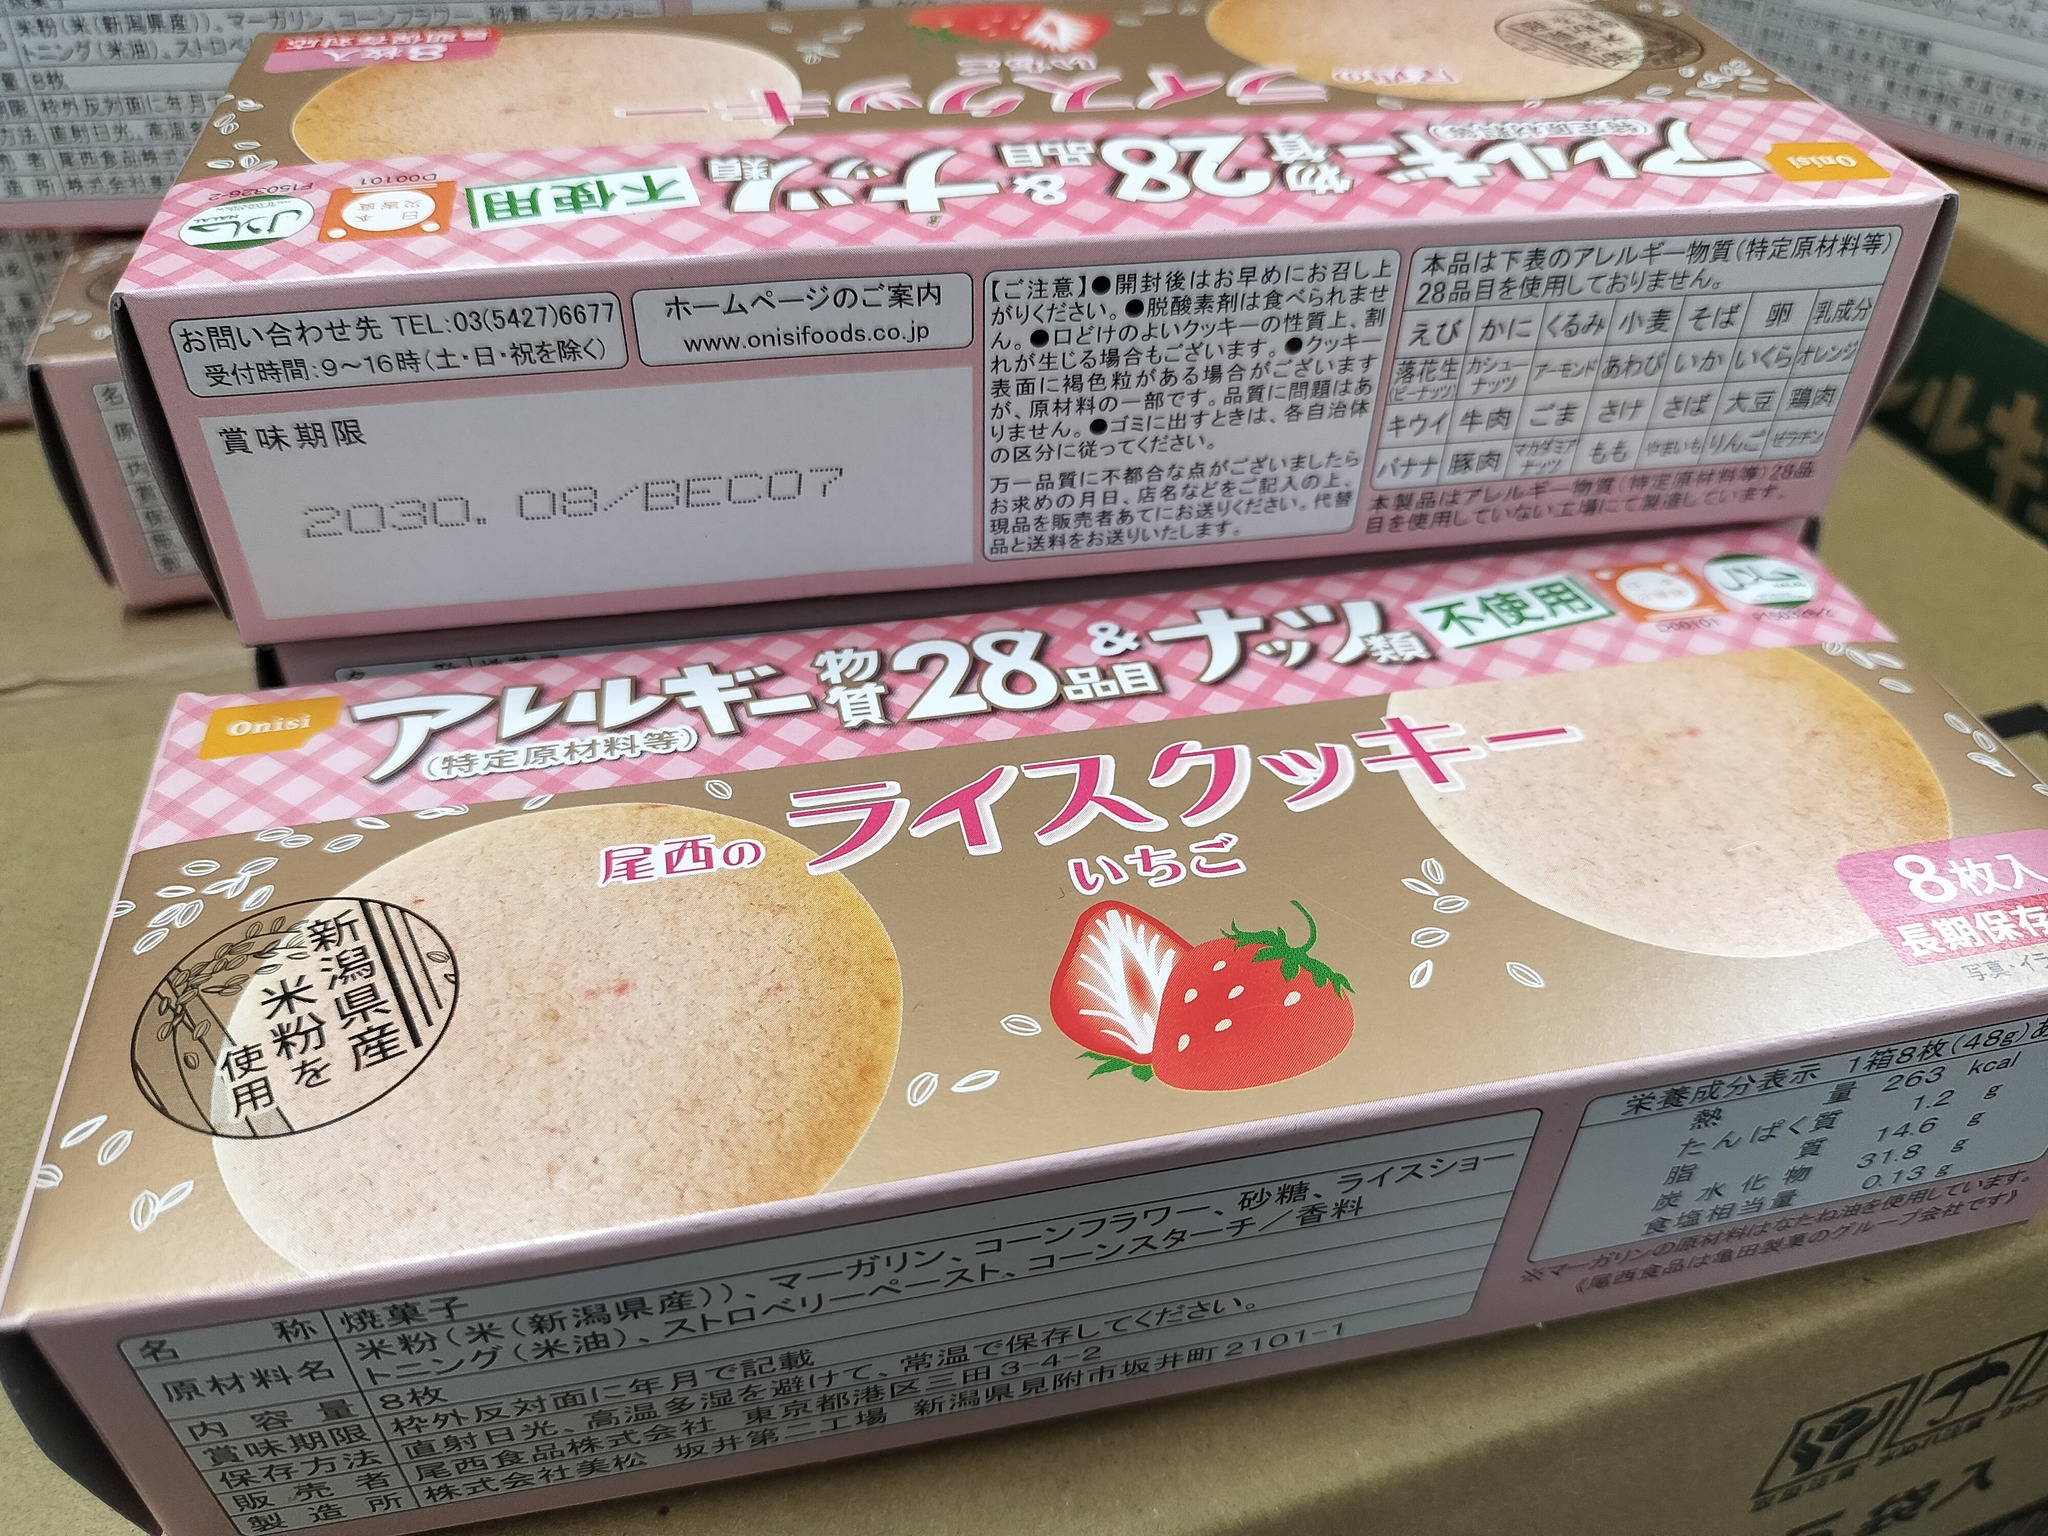 お問い合わせ先 TEL:03(5427)6677
受付時間:9～16時(土・日・祝を除く)
ホームページのご案内
www.onisifoods.co.jp
賞味期限
2030. 08/BEC07
【ご注意】●開封後はお早めにお召し上
がりください。●脱酸素剤は食べられませ
ん。●口どけのよいクッキーの性質上、割
れが生じる場合もございます。●クッキー
表面に褐色粒がある場合がございます
が、原材料の一部です。品質に問題はあ
りません。●ゴミに出すときは、各自治体
の区分に従ってください。
万一品質に不都合な点がございましたら
お求めの月日、店名などをご記入の上、
現品を販売者あてにお送りください。代替
品と送料をお送りいたします。
本品は下表のアレルギー物質(特定原材料等)
28品目を使用しておりません。
えび かに くるみ 小麦 そば 卵 乳成分
落花生(ピーナッツ) カシューナッツ アーモンド あわび いか いくら オレンジ
キウイ 牛肉 ごま さけ さば 大豆 鶏肉
バナナ 豚肉 マカダミアナッツ もも やまいも りんご ゼラチン
本製品はアレルギー物質(特定原材料等)28品
目を使用していない工場にて製造しています。
Onisi
アレルギー物質28品目&ナッツ類 不使用
(特定原材料等)
尾西の ライスクッキー
いちご
8枚入
長期保存
写真・イラ
新潟県産
米粉を
使用
名称 焼菓子
原材料名 米粉(米(新潟県産))、マーガリン、コーンフラワー、砂糖、ライスショー
トニング(米油)、ストロベリーペースト、コーンスターチ/香料
内容量 8枚
賞味期限 枠外反対面に年月で記載
保存方法 直射日光、高温多湿を避けて、常温で保存してください。
販売者 尾西食品株式会社 東京都港区三田3-4-2
製造所 株式会社美松 坂井第二工場 新潟県見附市坂井町2101-1
栄養成分表示 1箱8枚(48g)あ
熱量 263 kcal
たんぱく質 1.2 g
脂質 14.6 g
炭水化物 31.8 g
食塩相当量 0.13 g
※マーガリンの原材料はなたね油を使用しています。
《尾西食品は亀田製菓のグループ会社です》